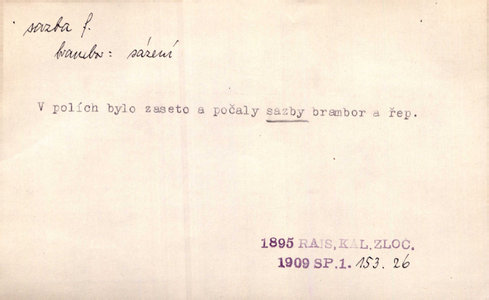 sazba f.
brambor: sázení
V polích bylo zaseto a počaly sazby brambor a řep.
1895 RAIS, KAL. ZLOC.
1909 SP. 1. 153. 26